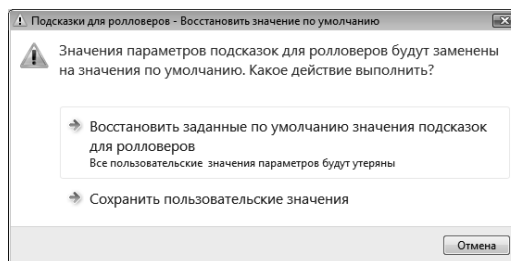 Подсказки для ролловеров - Восстановить значение по умолчанию
Значения параметров подсказок для ролловеров будут заменены
на значения по умолчанию. Какое действие выполнить?
Восстановить заданные по умолчанию значения подсказок
для ролловеров
Все пользовательские значения параметров будут утеряны
Сохранить пользовательские значения
Отмена